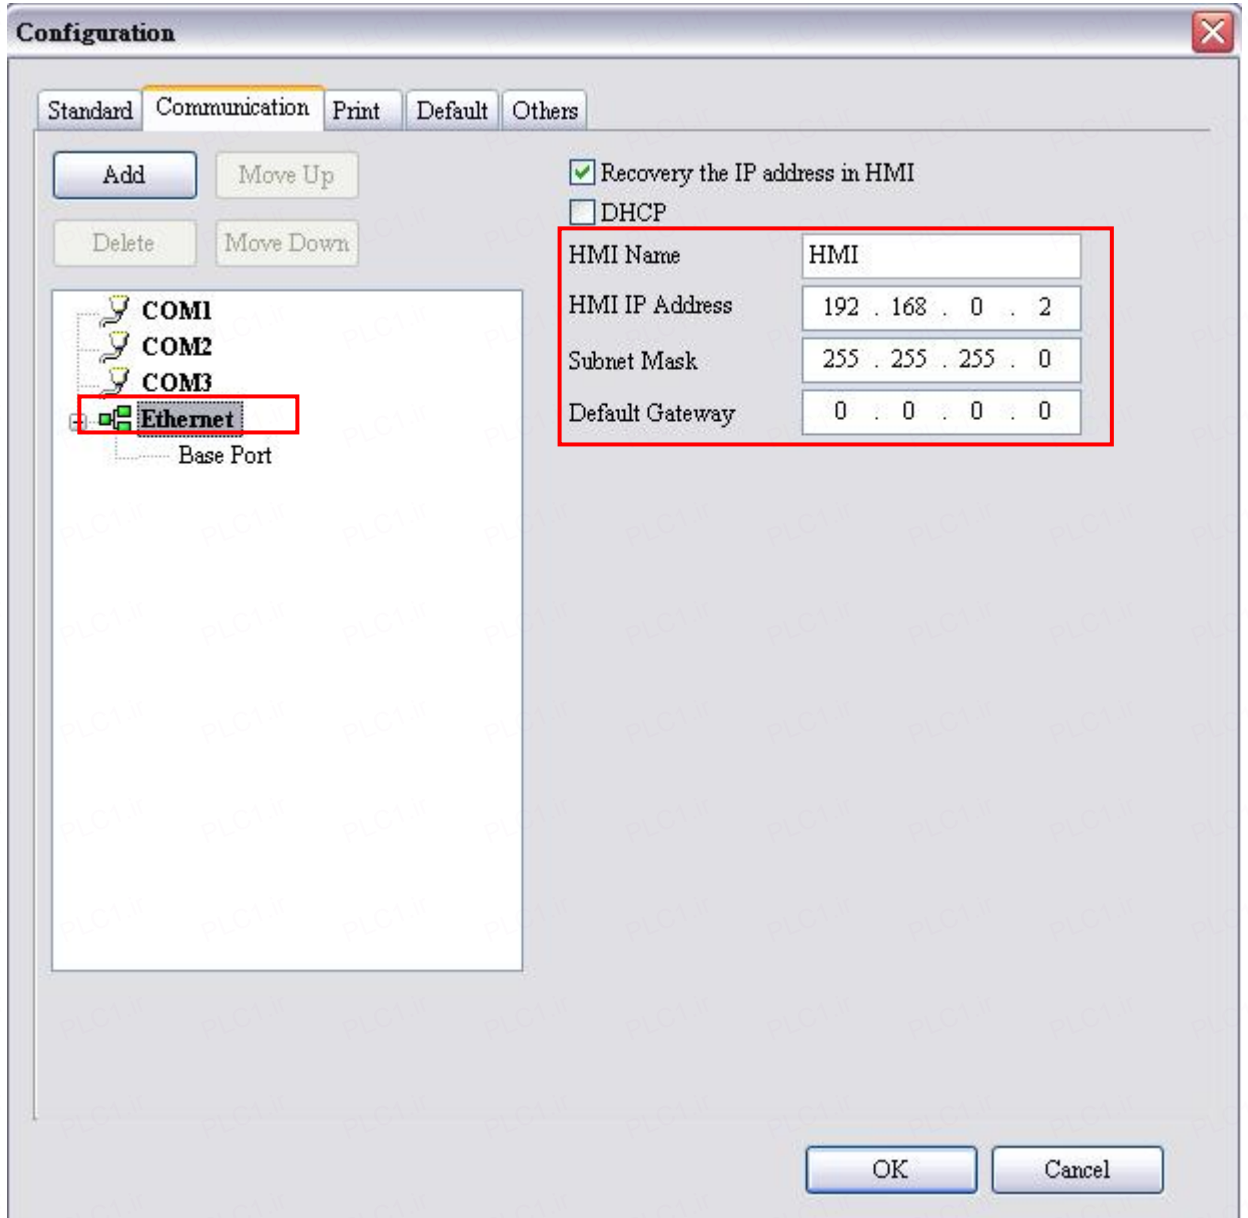 Configuration
Standard Communication Print Default Others
Add Move Up
Delete Move Down
COM1
COM2
COM3
Ethernet
Base Port
Recovery the IP address in HMI
DHCP
HMI Name HMI
HMI IP Address 192 . 168 . 0 . 2
Subnet Mask 255 . 255 . 255 . 0
Default Gateway 0 . 0 . 0 . 0
OK Cancel
PLC1.ir